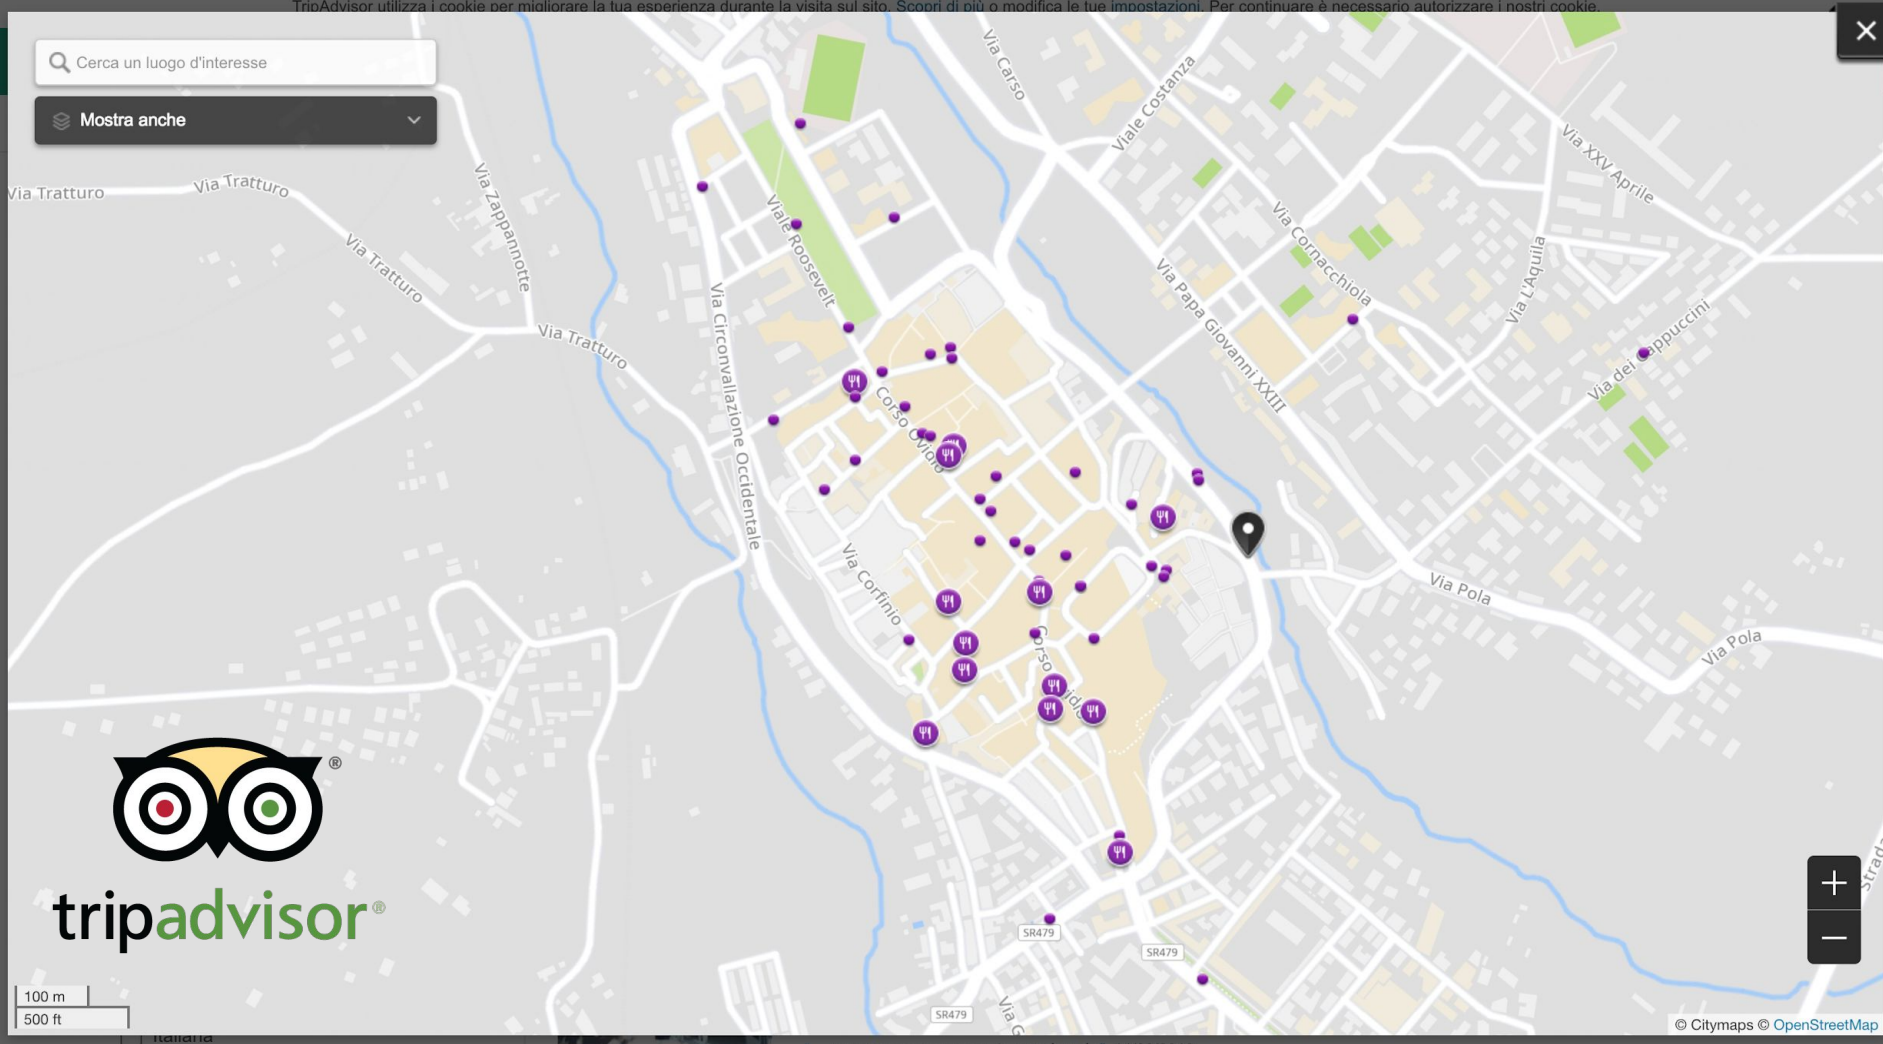 TripAdvisor utilizza i cookie per migliorare la tua esperienza durante la visita sul sito. Scopri di più o modifica le tue impostazioni. Per continuare è necessario autorizzare i nostri cookie.
Cerca un luogo d'interesse
Mostra anche
Via Carso
Viale Costanza
Via XXV Aprile
Via Tratturo
Via Tratturo
Via Zappannotte
Via Tratturo
Viale Roosevelt
Via Cornacchiola
Via L'Aquila
Via Papa Giovanni XXIII
Via Circonvallazione Occidentale
Via Tratturo
Via dei Cappuccini
Corso Ovidio
Via Corfinio
Via Pola
Via Pola
Corso
tripadvisor®
®
SR479
SR479
SR479
Via G
Strada
100 m
500 ft
© Citymaps © OpenStreetMap
Italiana